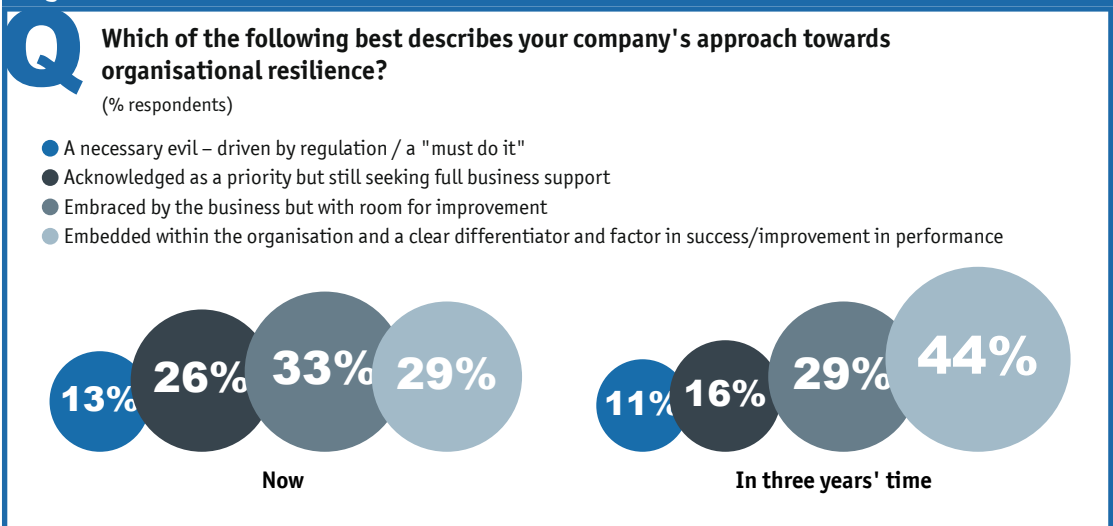 Q
Which of the following best describes your company's approach towards
organisational resilience?
(% respondents)
A necessary evil – driven by regulation / a "must do it"
Acknowledged as a priority but still seeking full business support
Embraced by the business but with room for improvement
Embedded within the organisation and a clear differentiator and factor in success/improvement in performance
13% 26% 33% 29%
11% 16% 29% 44%
Now
In three years' time